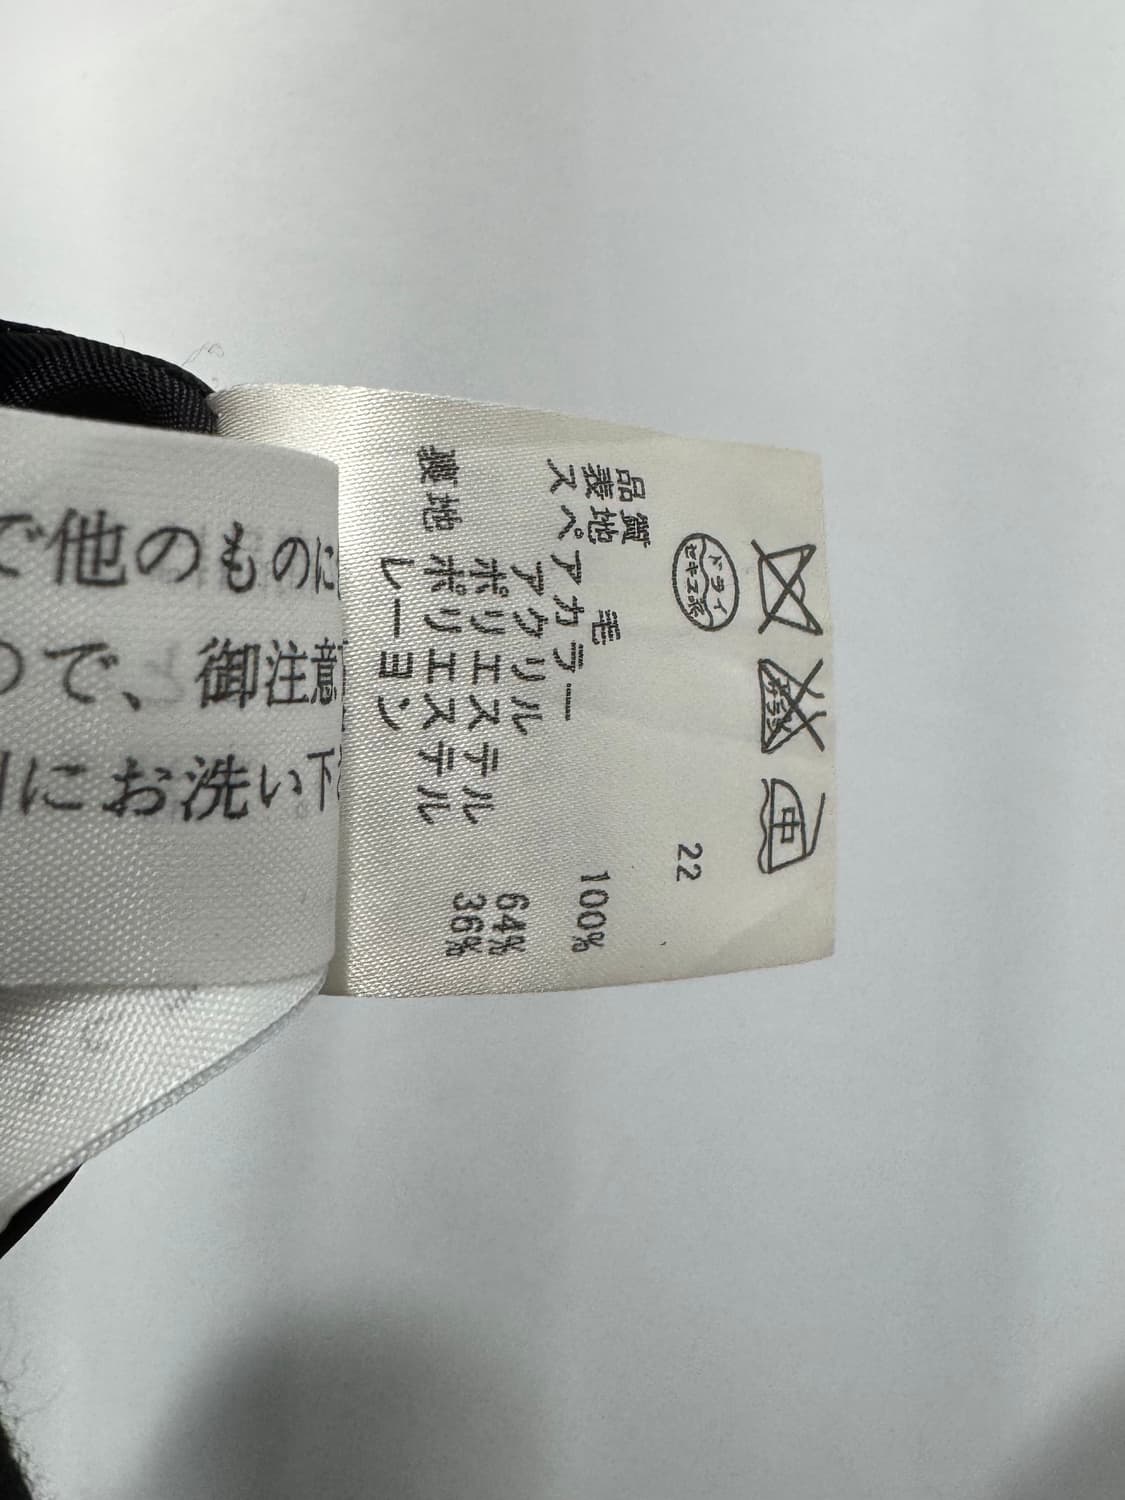 中
ドライ
セキユ系
22
品質
表地 毛 100%
スペアカラー
アクリル 64%
ポリエステル 36%
裏地 ポリエステル
レーヨン
で他のものに
ので、御注意
にお洗い下